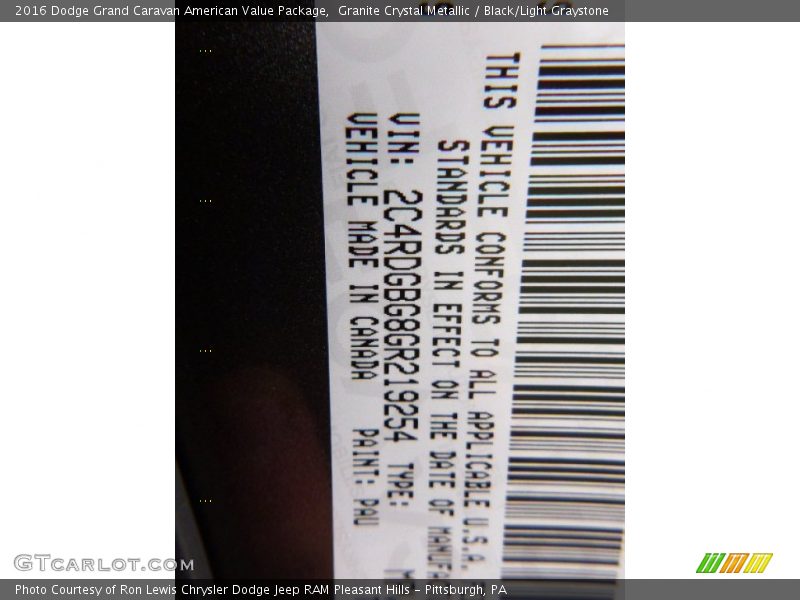 2016 Dodge Grand Caravan American Value Package,  Granite Crystal Metallic / Black/Light Graystone
THIS VEHICLE CONFORMS TO ALL APPLICABLE U.S.A.
STANDARDS IN EFFECT ON THE DATE OF
VIN: 2C4RDGBG8GR219254 TYPE:
VEHICLE MADE IN CANADA PAINT: PAU
GTCARLOT.COM
Photo Courtesy of Ron Lewis Chrysler Dodge Jeep RAM Pleasant Hills – Pittsburgh, PA